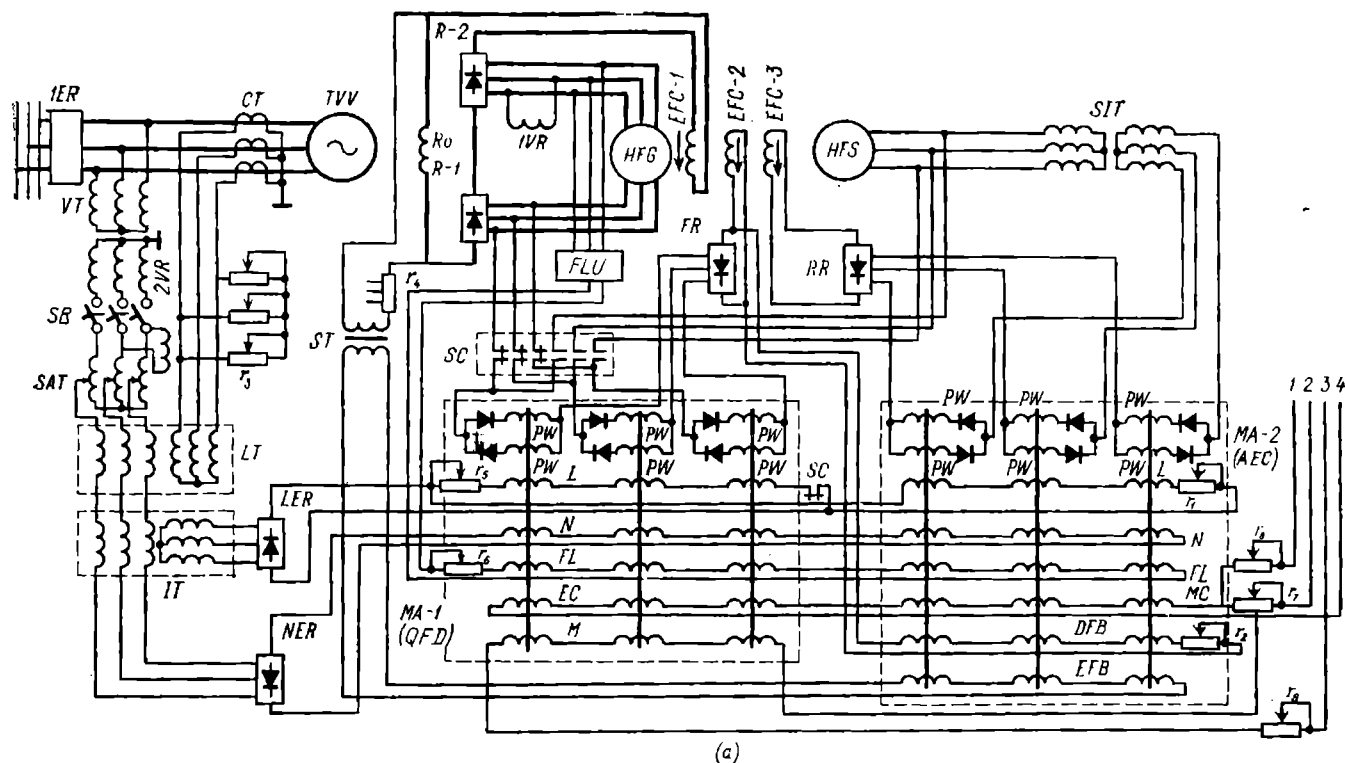 R-2
1ER
CT
TVV
1VR
EFC-1
EFC-2
EFC-3
SIT
R0
R-1
HFG
HFS
VT
2VR
FR
RR
FLU
r4
SB
ST
SC
r3
SAT
1 2 3 4
PW PW PW
PW PW PW
PW PW PW
PW PW
LT
MA-2
(AEC)
r5
L
SC
L
r1
LER
N
N
r6
FL
FL
IT
EC
MC
MA-1
(QFD)
NER
M
DFB
r2
r7
EFB
r8
(a)